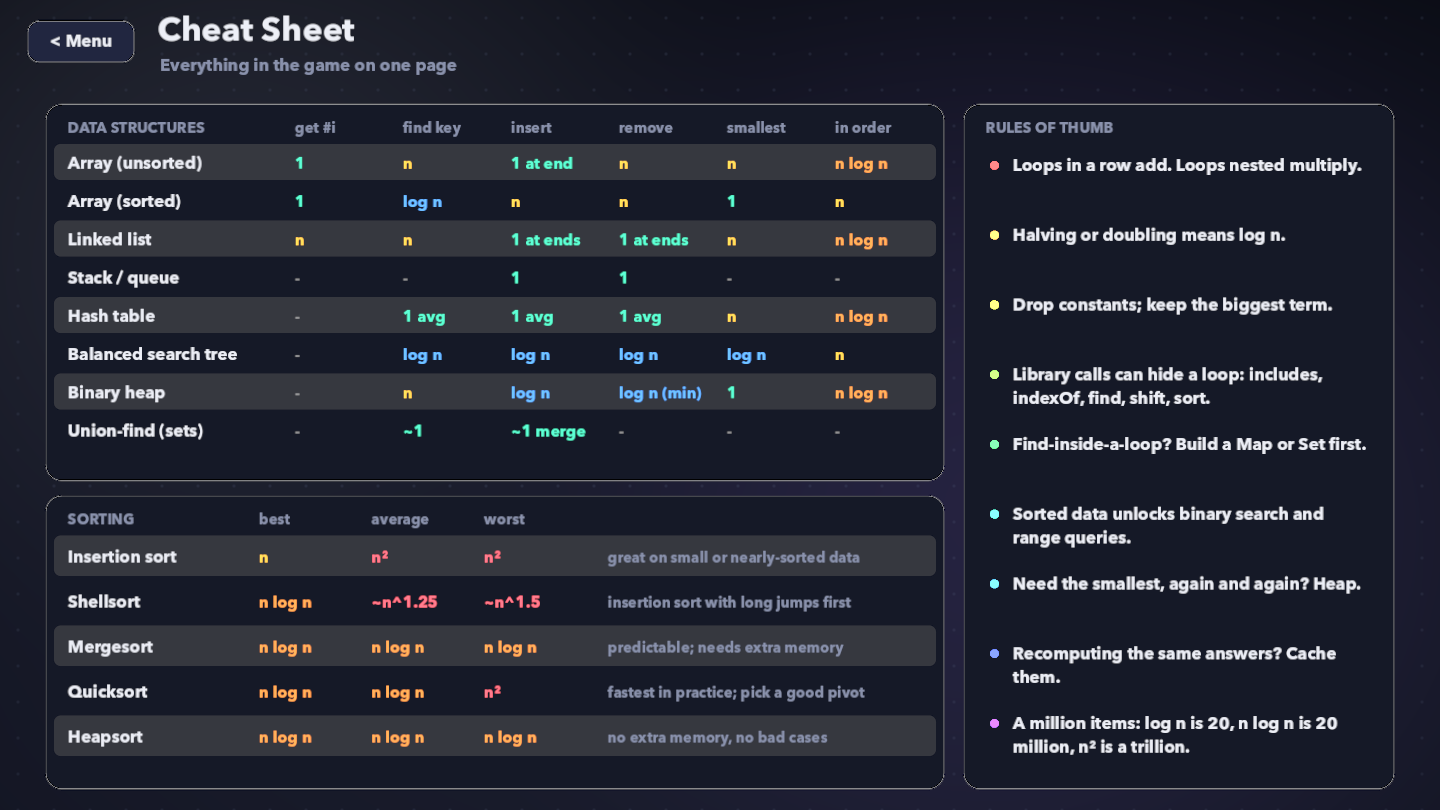 < Menu
Cheat Sheet
Everything in the game on one page
DATA STRUCTURES get #i find key insert remove smallest in order
Array (unsorted) 1 n 1 at end n n n log n
Array (sorted) 1 log n n n 1 n
Linked list n n 1 at ends 1 at ends n n log n
Stack / queue - - 1 1 - -
Hash table - 1 avg 1 avg 1 avg n n log n
Balanced search tree - log n log n log n log n n
Binary heap - n log n log n (min) 1 n log n
Union-find (sets) - ~1 ~1 merge - - -
SORTING best average worst
Insertion sort n n² n² great on small or nearly-sorted data
Shellsort n log n ~n^1.25 ~n^1.5 insertion sort with long jumps first
Mergesort n log n n log n n log n predictable; needs extra memory
Quicksort n log n n log n n² fastest in practice; pick a good pivot
Heapsort n log n n log n n log n no extra memory, no bad cases
RULES OF THUMB
Loops in a row add. Loops nested multiply.
Halving or doubling means log n.
Drop constants; keep the biggest term.
Library calls can hide a loop: includes,
indexOf, find, shift, sort.
Find-inside-a-loop? Build a Map or Set first.
Sorted data unlocks binary search and
range queries.
Need the smallest, again and again? Heap.
Recomputing the same answers? Cache
them.
A million items: log n is 20, n log n is 20
million, n² is a trillion.